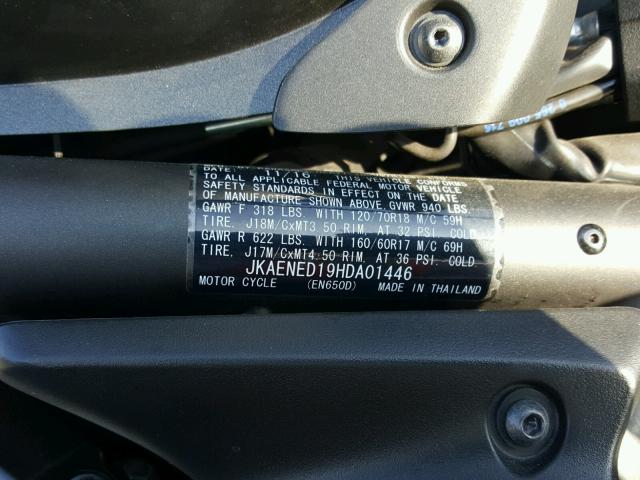 DATE: 11/16 THIS VEHICLE CONFORMS
TO ALL APPLICABLE FEDERAL MOTOR VEHICLE
SAFETY STANDARDS IN EFFECT ON THE DATE
OF MANUFACTURE SHOWN ABOVE. GVWR 940 LBS.
GAWR F 318 LBS. WITH 120/70R18 M/C 59H
TIRE, J18M/CxMT3.50 RIM, AT 32 PSI. COLD
GAWR R 622 LBS. WITH 160/60R17 M/C 69H
TIRE, J17M/CxMT4.50 RIM, AT 36 PSI. COLD
JKAENED19HDA01446
MOTOR CYCLE (EN650D) MADE IN THAILAND